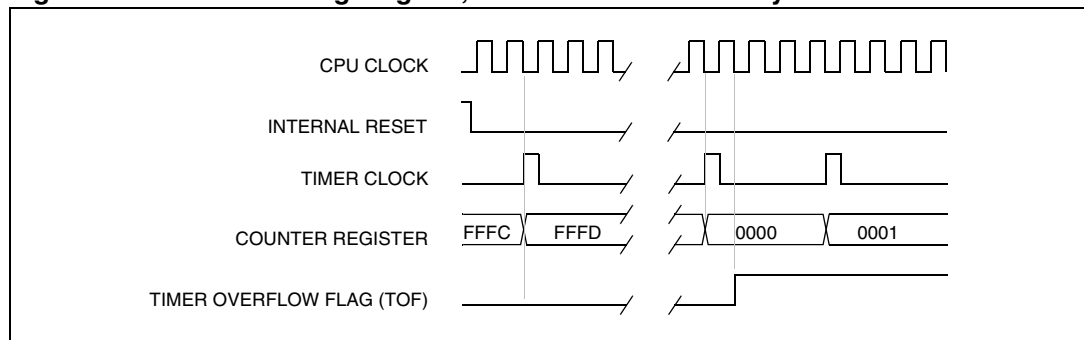 CPU CLOCK
INTERNAL RESET
TIMER CLOCK
COUNTER REGISTER
FFFC
FFFD
0000
0001
TIMER OVERFLOW FLAG (TOF)